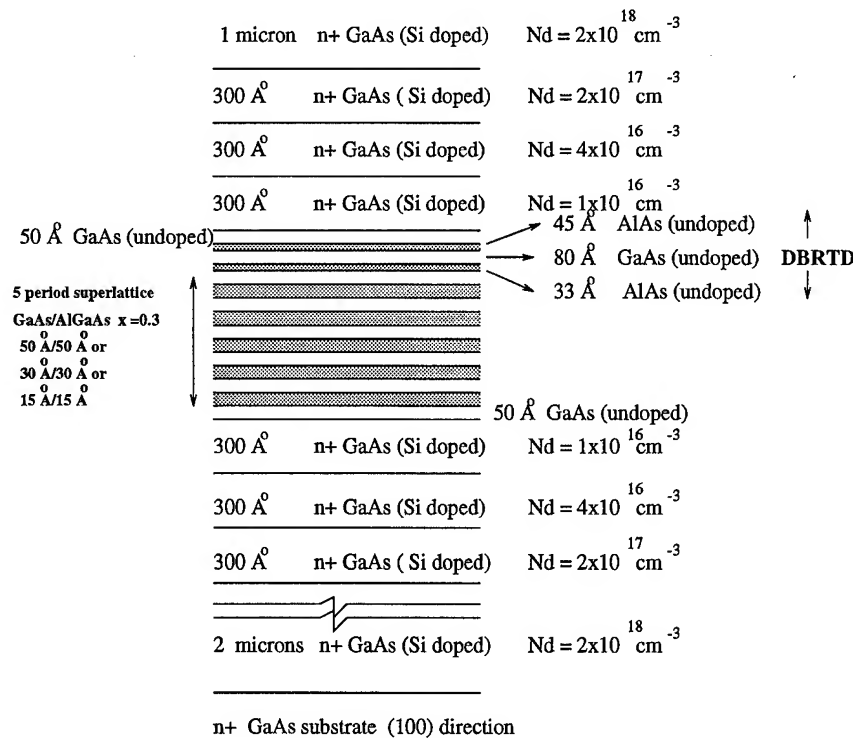 1 micron n+ GaAs (Si doped) Nd = 2x10 18 cm -3
300 Å n+ GaAs ( Si doped) Nd = 2x10 17 cm -3
300 Å n+ GaAs (Si doped) Nd = 4x10 16 cm -3
300 Å n+ GaAs (Si doped) Nd = 1x10 16 cm -3
50 Å GaAs (undoped)
45 Å AlAs (undoped)
80 Å GaAs (undoped) DBRTD
33 Å AlAs (undoped)
5 period superlattice
GaAs/AlGaAs x =0.3
50 Å/50 Å or
30 Å/30 Å or
15 Å/15 Å
50 Å GaAs (undoped)
300 Å n+ GaAs (Si doped) Nd = 1x10 16 cm -3
300 Å n+ GaAs (Si doped) Nd = 4x10 16 cm -3
300 Å n+ GaAs ( Si doped) Nd = 2x10 17 cm -3
2 microns n+ GaAs (Si doped) Nd = 2x10 18 cm -3
n+ GaAs substrate (100) direction